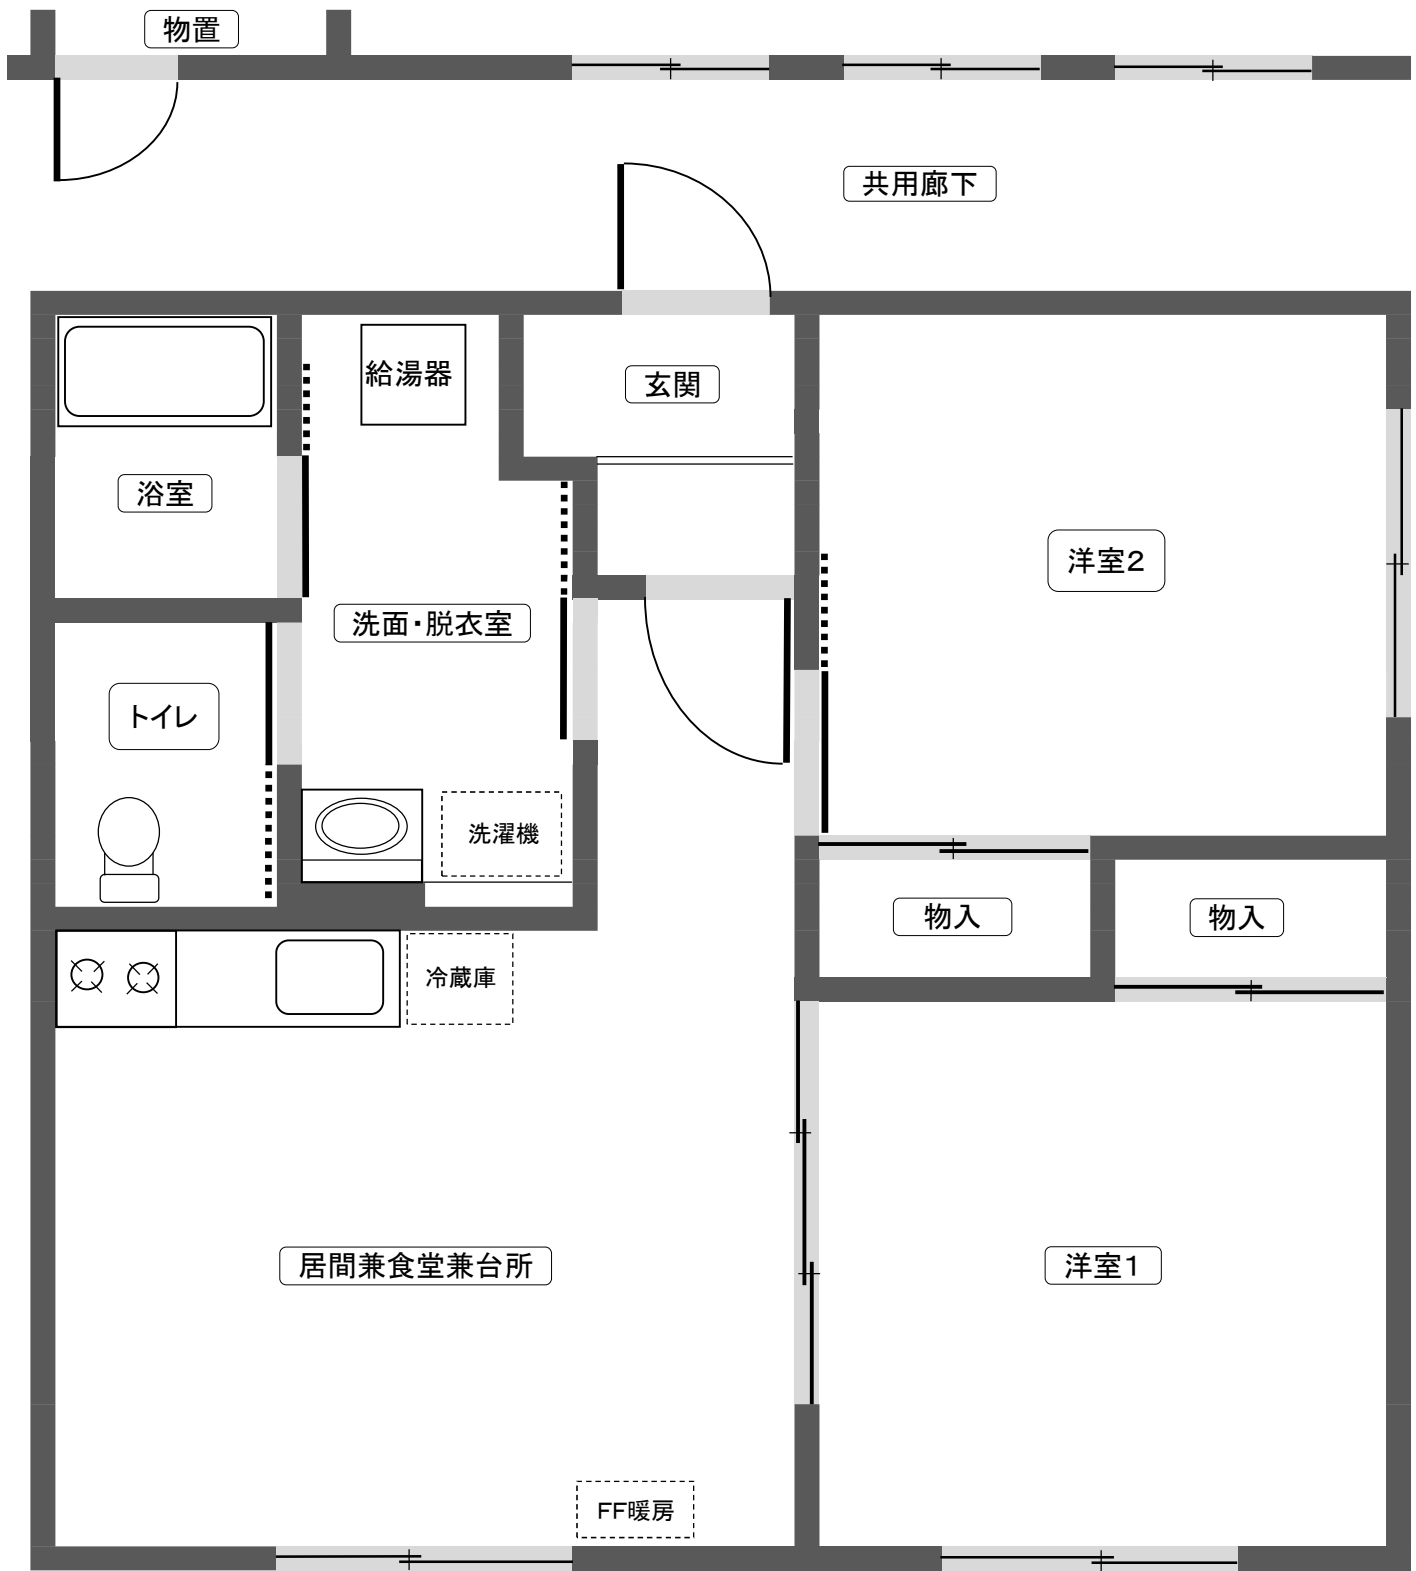 物置
共用廊下
給湯器
玄関
浴室
洋室2
洗面・脱衣室
トイレ
洗濯機
物入
物入
冷蔵庫
居間兼食堂兼台所
洋室1
FF暖房